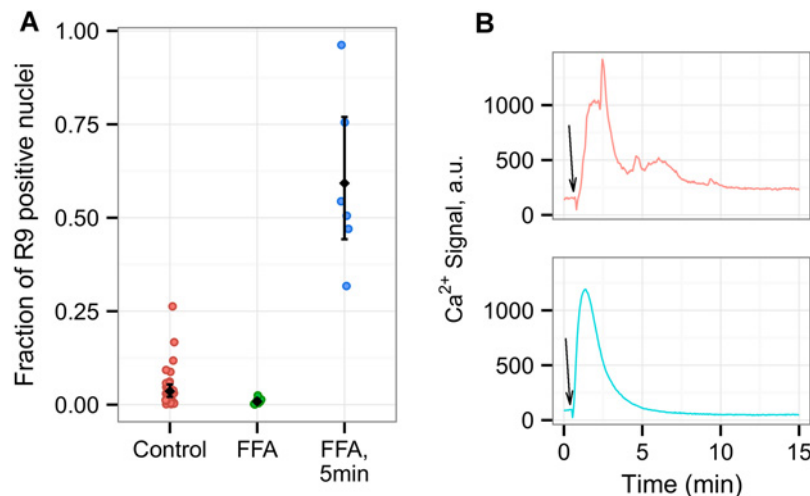 A
Fraction of R9 positive nuclei
1.00
0.75
0.50
0.25
0.00
Control
FFA
FFA,
5min
B
Ca²⁺ Signal, a.u.
1000
500
0
1000
500
0
0
5
10
15
Time (min)